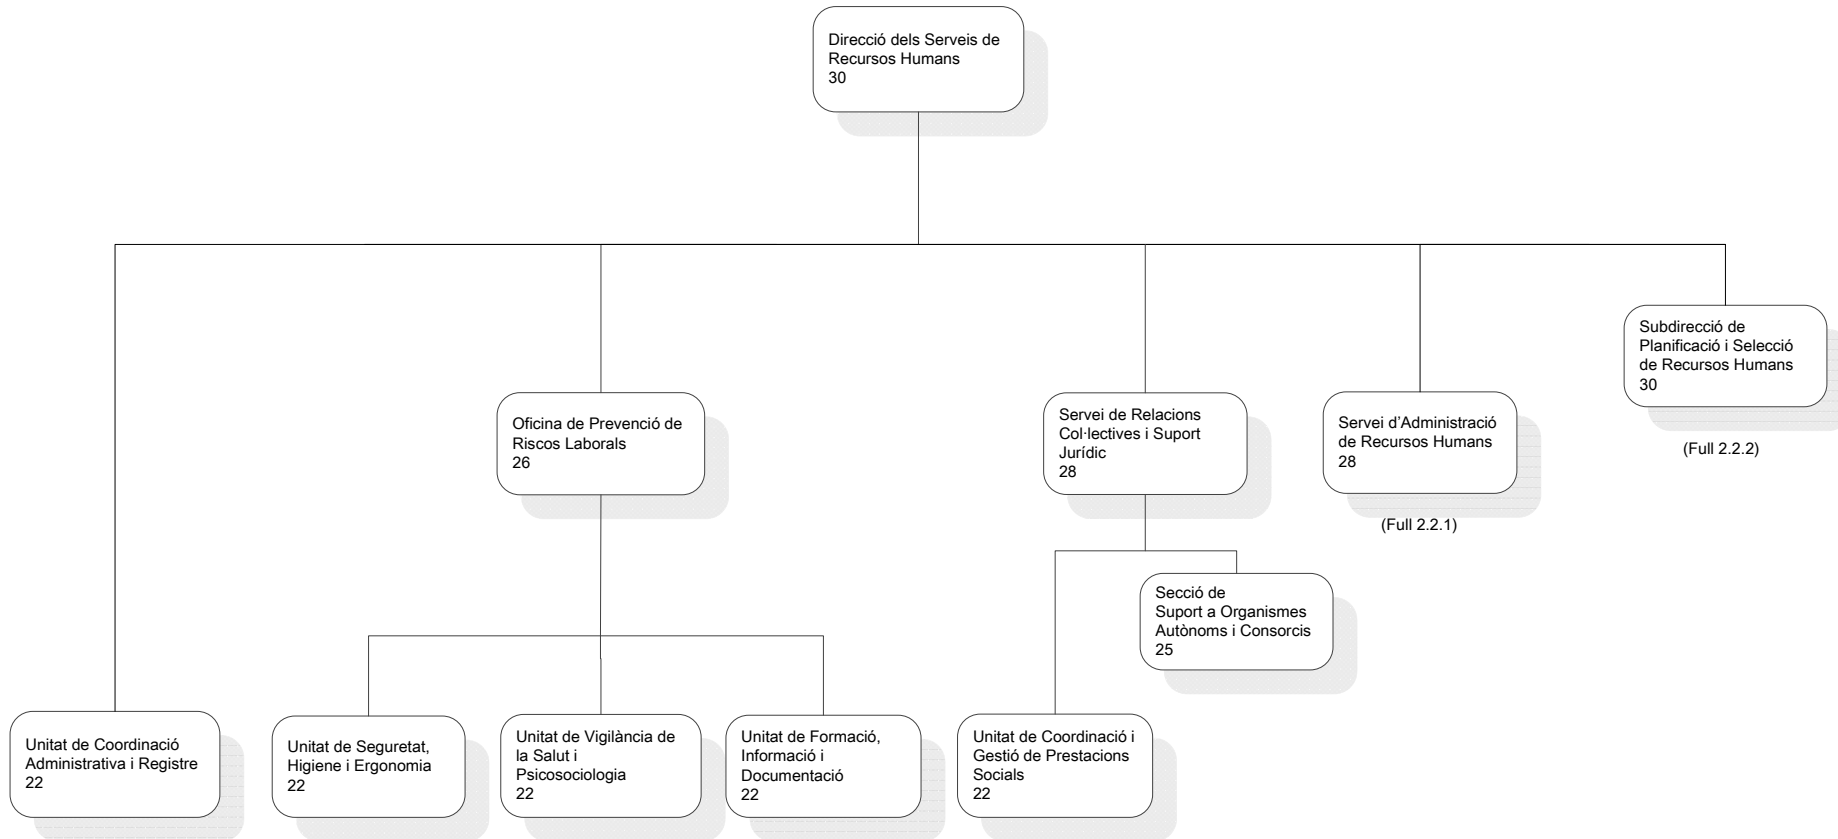 Direcció dels Serveis de
Recursos Humans
30
Subdirecció de
Planificació i Selecció
de Recursos Humans
30
(Full 2.2.2)
Oficina de Prevenció de
Riscos Laborals
26
Servei de Relacions
Col·lectives i Suport
Jurídic
28
Servei d’Administració
de Recursos Humans
28
(Full 2.2.1)
Secció de
Suport a Organismes
Autònoms i Consorcis
25
Unitat de Coordinació
Administrativa i Registre
22
Unitat de Seguretat,
Higiene i Ergonomia
22
Unitat de Vigilància de
la Salut i
Psicosociologia
22
Unitat de Formació,
Informació i
Documentació
22
Unitat de Coordinació i
Gestió de Prestacions
Socials
22